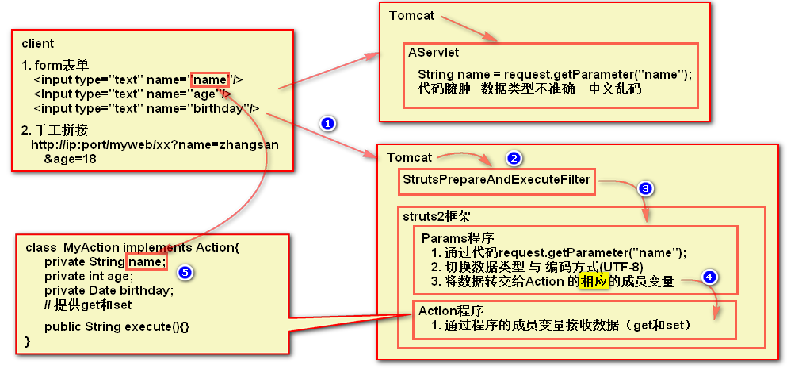 client
1. form表单
<input type="text" name="name"/>
<input type="text" name="age"/>
<input type="text" name="birthday"/>
2. 手工拼接
http://ip:port/myweb/xx?name=zhangsan
&age=18
Tomcat
AServlet
String name = request.getParameter("name");
代码臃肿 数据类型不准确 中文乱码
1
Tomcat
2
StrutsPrepareAndExecuteFilter
3
struts2框架
Params程序
1. 通过代码request.getParameter("name");
2. 切换数据类型 与 编码方式(UTF-8)
3. 将数据转交给Action 的相应的成员变量
4
Action程序
1. 通过程序的成员变量接收数据（get和set）
class MyAction implements Action{
private String name;
private int age;
private Date birthday;
// 提供get和set
public String execute(){}
}
5